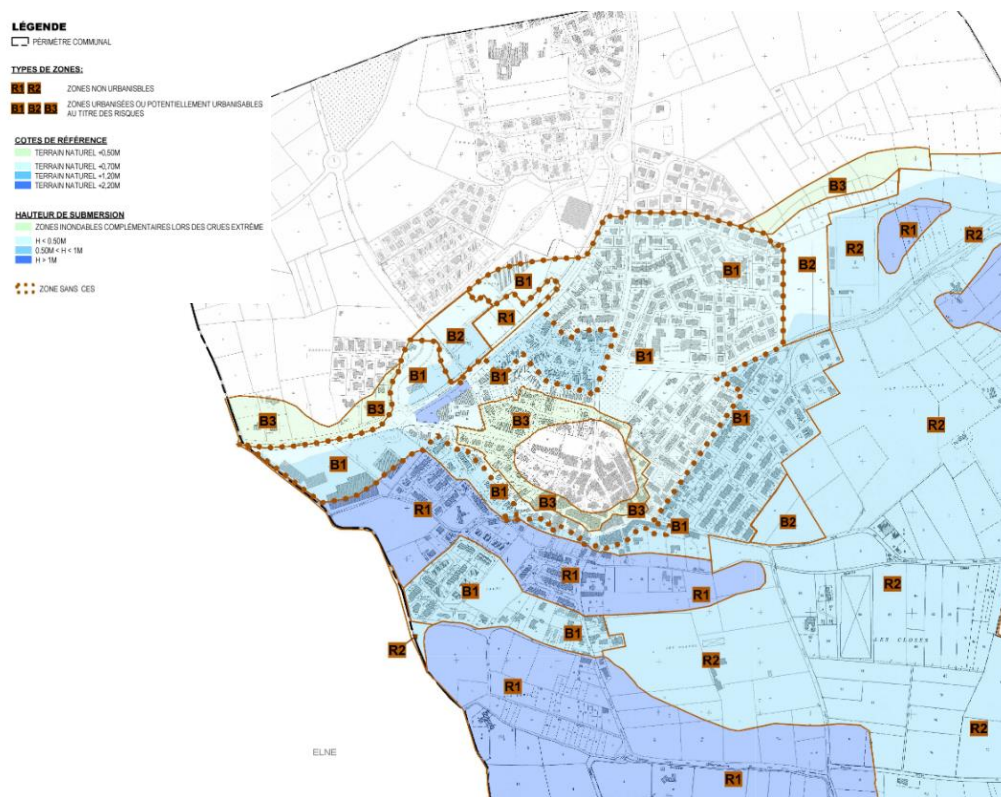 LÉGENDE
PÉRIMÈTRE COMMUNAL
TYPES DE ZONES:
R1 R2 ZONES NON URBANISBLES
B1 B2 B3 ZONES URBANISÉES OU POTENTIELLEMENT URBANISABLES
AU TITRE DES RISQUES
COTES DE RÉFÉRENCE
TERRAIN NATUREL +0,50M
TERRAIN NATUREL +0,70M
TERRAIN NATUREL +1,20M
TERRAIN NATUREL +2,20M
HAUTEUR DE SUBMERSION
ZONES INONDABLES COMPLÉMENTAIRES LORS DES CRUES EXTRÊME
H < 0.50M
0.50M < H < 1M
H > 1M
ZONE SANS CES
B3
R1
R2
R2
B1
B2
B1
R1
B2
B1
B1
B1
B3
B3
B3
B1
R2
B1
B1
R1
B3
B3
B1
B2
R1
R1
R2
B1
B1
LES CLOSES
R2
R2
R1
R2
ELNE
R1